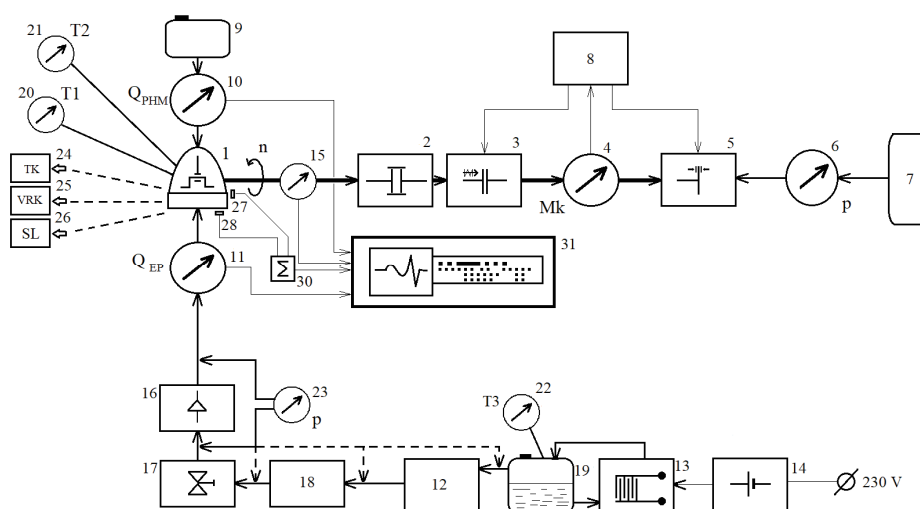 21 T2
9
20 T1
Q PHM 10
8
24 TK
25 VRK
26 SL
1 n 15
2 3 4 5 6 7
27
28
Mk
p
Q EP 11
30 Σ
31
16
23 p
22 T3
17
18
12
19
13
14
230 V